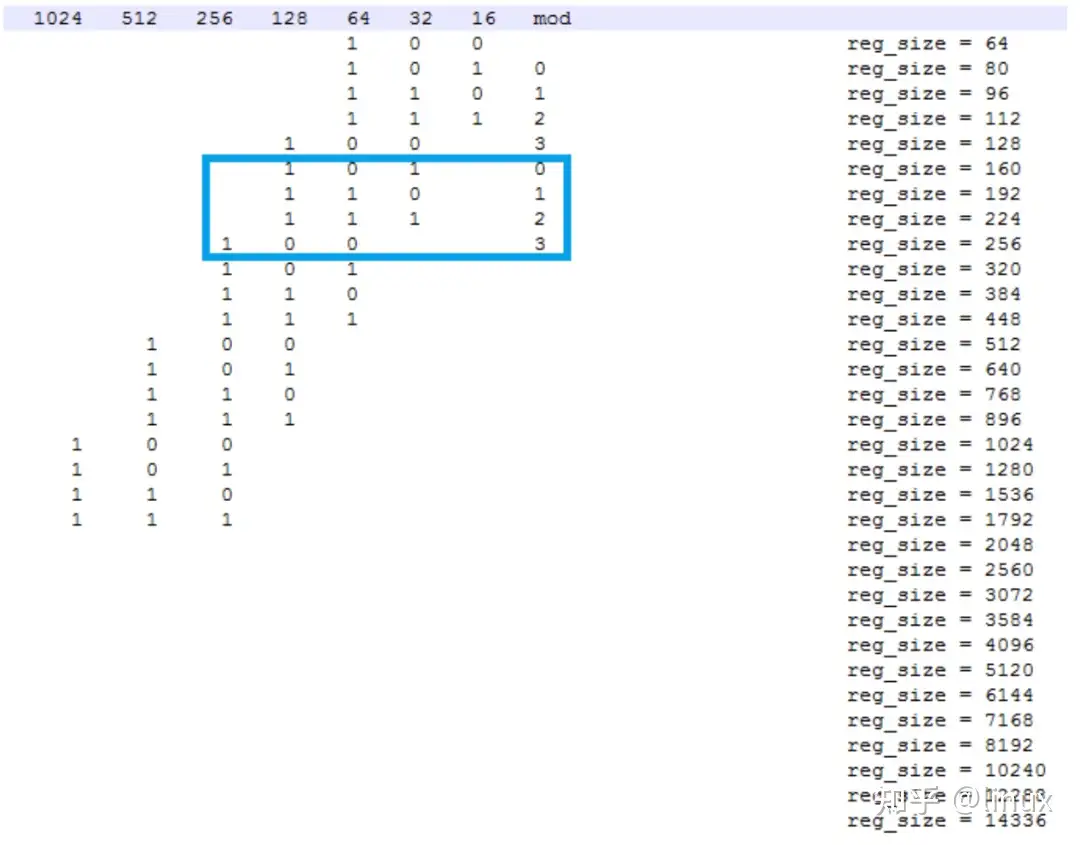 1024 512 256 128 64 32 16 mod
1 0 0 reg_size = 64
1 0 1 0 reg_size = 80
1 1 0 1 reg_size = 96
1 1 1 2 reg_size = 112
1 0 0 3 reg_size = 128
1 0 1 0 reg_size = 160
1 1 0 1 reg_size = 192
1 1 1 2 reg_size = 224
1 0 0 3 reg_size = 256
1 0 1 reg_size = 320
1 1 0 reg_size = 384
1 1 1 reg_size = 448
1 0 0 reg_size = 512
1 0 1 reg_size = 640
1 1 0 reg_size = 768
1 1 1 reg_size = 896
1 0 0 reg_size = 1024
1 0 1 reg_size = 1280
1 1 0 reg_size = 1536
1 1 1 reg_size = 1792
reg_size = 2048
reg_size = 2560
reg_size = 3072
reg_size = 3584
reg_size = 4096
reg_size = 5120
reg_size = 6144
reg_size = 7168
reg_size = 8192
reg_size = 10240
reg_size = 12288
知乎 @linux
reg_size = 14336